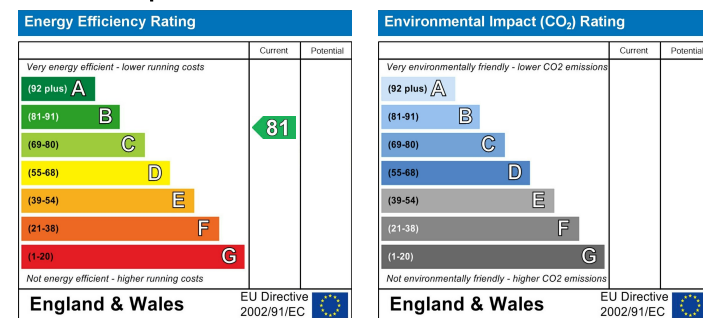 Energy Efficiency Rating
Current Potential
Very energy efficient - lower running costs
(92 plus) A
(81-91) B
81
(69-80) C
(55-68) D
(39-54) E
(21-38) F
(1-20) G
Not energy efficient - higher running costs
England & Wales
EU Directive
2002/91/EC
Environmental Impact (CO₂) Rating
Current Potential
Very environmentally friendly - lower CO2 emissions
(92 plus) A
(81-91) B
(69-80) C
(55-68) D
(39-54) E
(21-38) F
(1-20) G
Not environmentally friendly - higher CO2 emissions
England & Wales
EU Directive
2002/91/EC